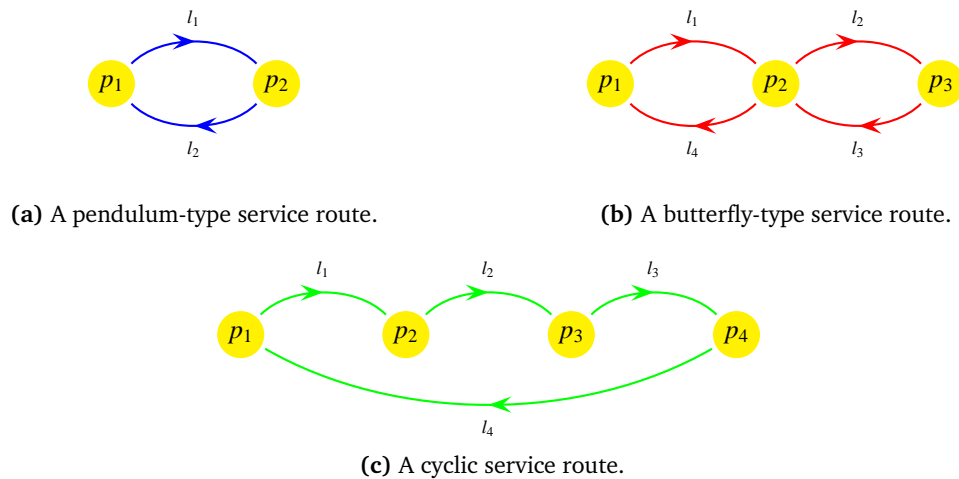 l1 l1 l2
p1 p2 p1 p2 p3
l2 l4 l3
(a) A pendulum-type service route. (b) A butterfly-type service route.
l1 l2 l3
p1 p2 p3 p4
l4
(c) A cyclic service route.